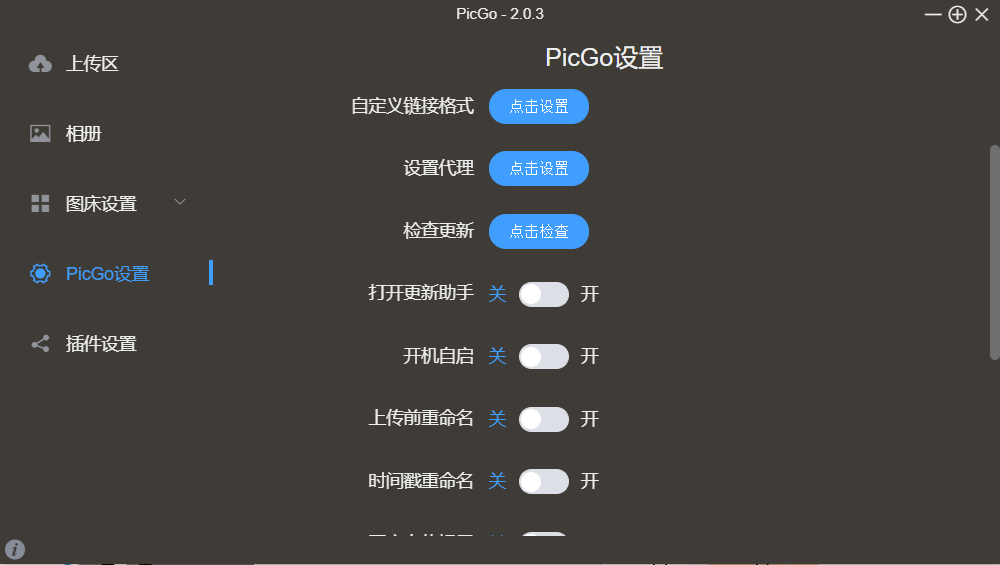 PicGo - 2.0.3
上传区
相册
图床设置
PicGo设置
插件设置
PicGo设置
自定义链接格式 点击设置
设置代理 点击设置
检查更新 点击检查
打开更新助手 关 开
开机自启 关 开
上传前重命名 关 开
时间戳重命名 关 开